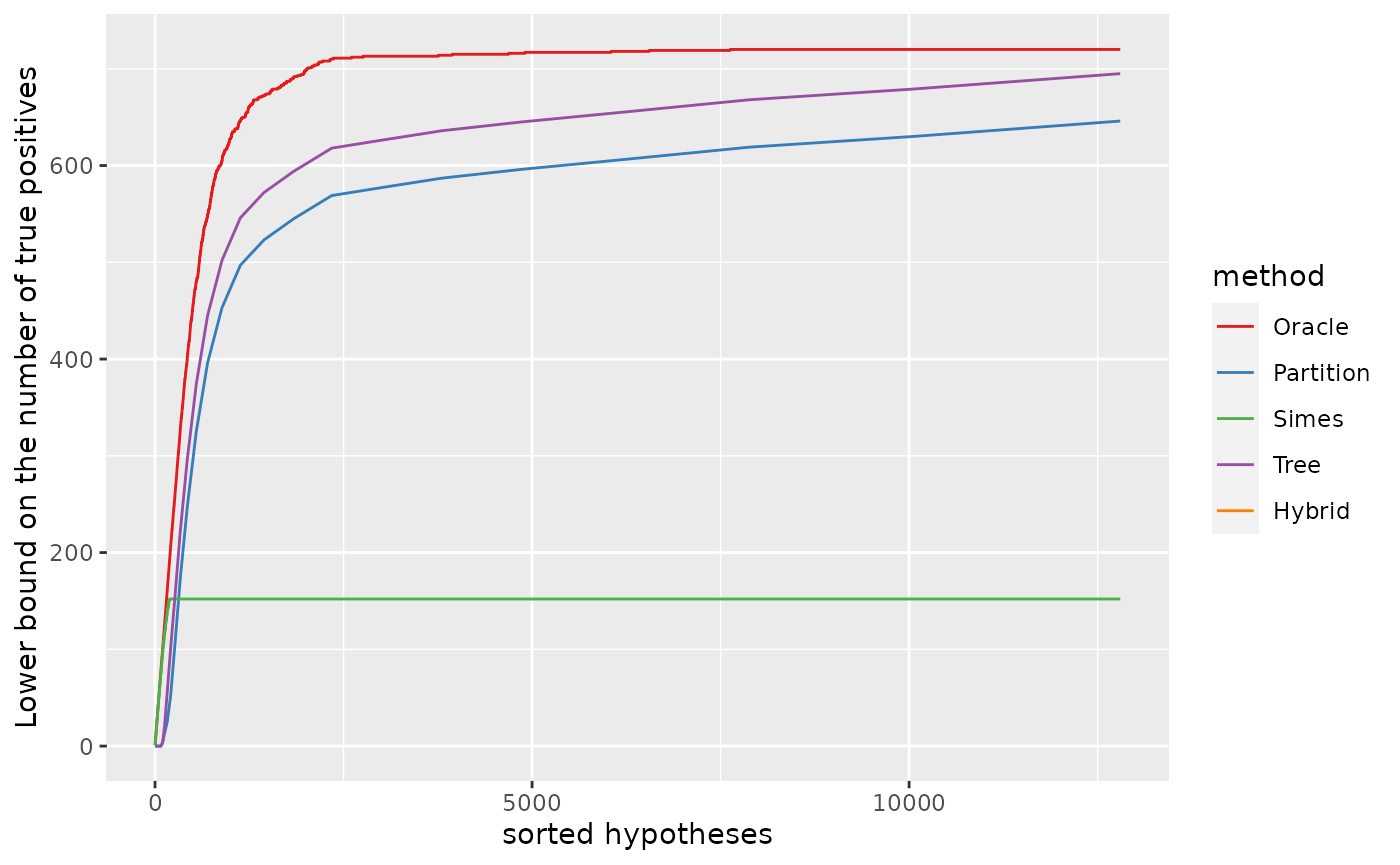 Lower bound on the number of true positives
600
400
200
0
0 5000 10000
sorted hypotheses
method
Oracle
Partition
Simes
Tree
Hybrid